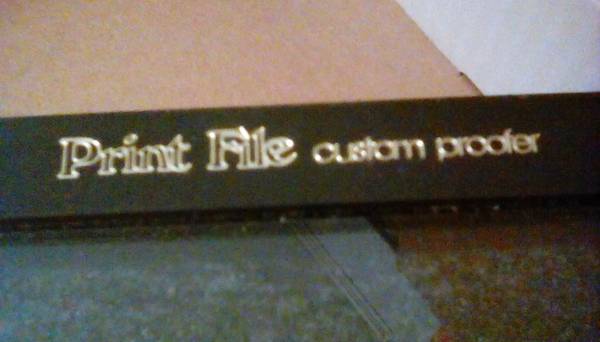 Print File custom proofer